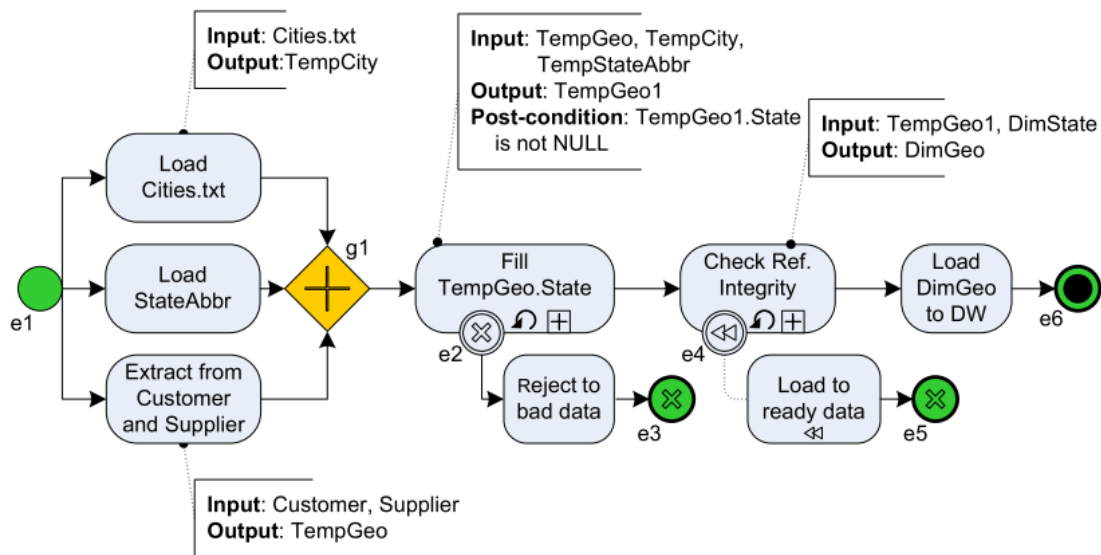 Input: Cities.txt
Output:TempCity
Input: TempGeo, TempCity,
TempStateAbbr
Output: TempGeo1
Post-condition: TempGeo1.State
is not NULL
Input: TempGeo1, DimState
Output: DimGeo
Load
Cities.txt
g1
Load
StateAbbr
Fill
TempGeo.State
Check Ref.
Integrity
Load
DimGeo
to DW
e1
e2
e4
e6
Extract from
Customer
and Supplier
Reject to
bad data
e3
Load to
ready data
e5
Input: Customer, Supplier
Output: TempGeo